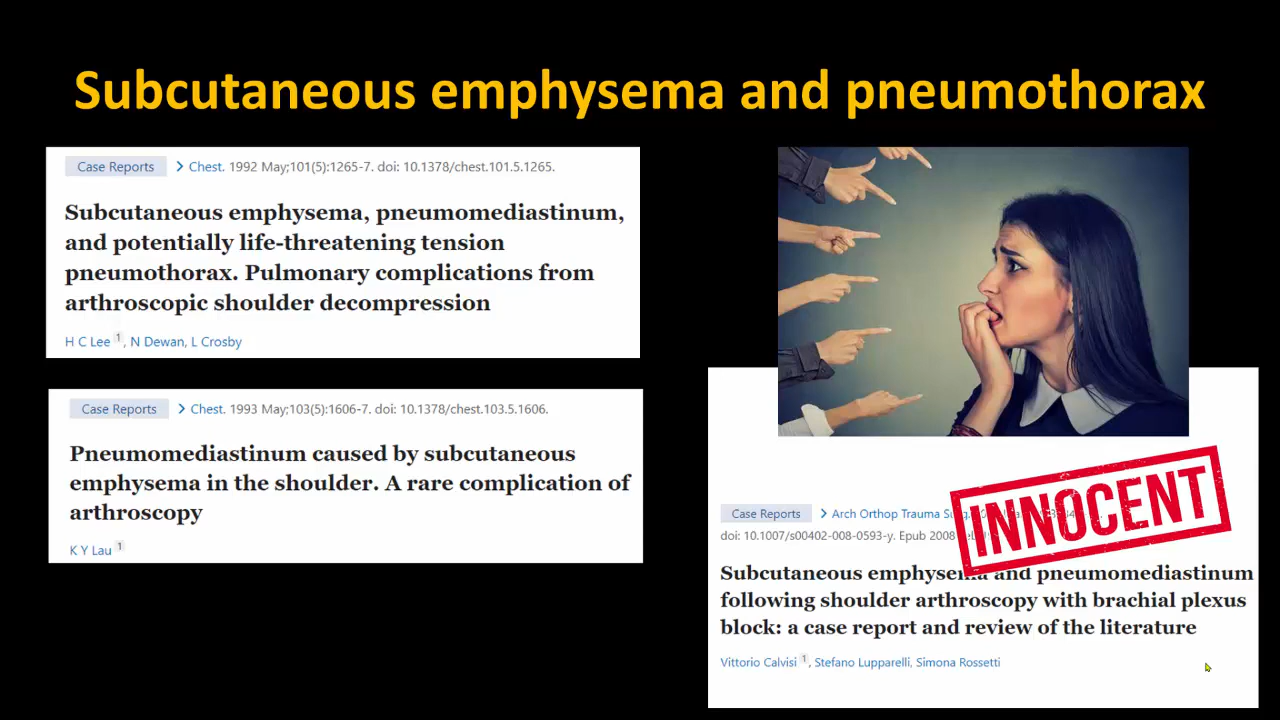 Subcutaneous emphysema and pneumothorax
Case Reports > Chest. 1992 May;101(5):1265-7. doi: 10.1378/chest.101.5.1265.
Subcutaneous emphysema, pneumomediastinum,
and potentially life-threatening tension
pneumothorax. Pulmonary complications from
arthroscopic shoulder decompression
H C Lee 1, N Dewan, L Crosby
Case Reports > Chest. 1993 May;103(5):1606-7. doi: 10.1378/chest.103.5.1606.
Pneumomediastinum caused by subcutaneous
emphysema in the shoulder. A rare complication of
arthroscopy
K Y Lau 1
INNOCENT
Case Reports > Arch Orthop Trauma
doi: 10.1007/s00402-008-0593-y. Epub 2008
Subcutaneous emphysema and pneumomediastinum
following shoulder arthroscopy with brachial plexus
block: a case report and review of the literature
Vittorio Calvisi 1, Stefano Lupparelli, Simona Rossetti